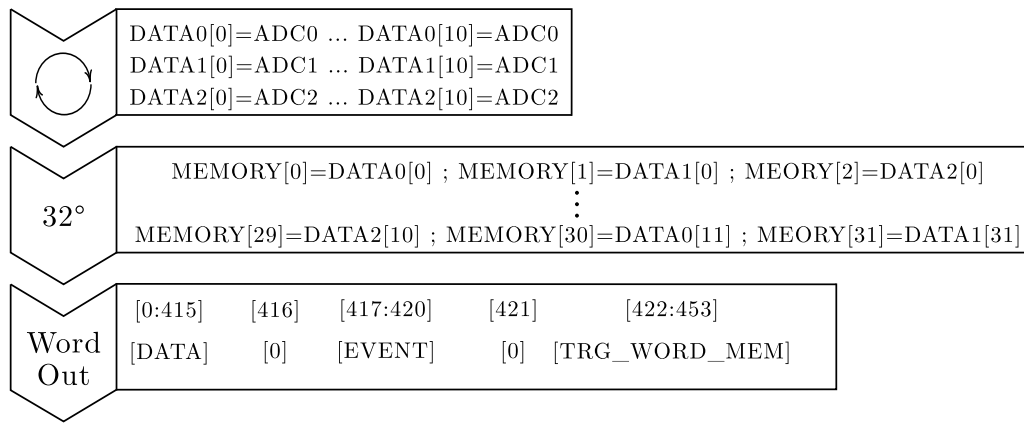 DATA0[0]=ADC0 ... DATA0[10]=ADC0
DATA1[0]=ADC1 ... DATA1[10]=ADC1
DATA2[0]=ADC2 ... DATA2[10]=ADC2
32°
MEMORY[0]=DATA0[0] ; MEMORY[1]=DATA1[0] ; MEORY[2]=DATA2[0]
⋮
MEMORY[29]=DATA2[10] ; MEMORY[30]=DATA0[11] ; MEORY[31]=DATA1[31]
Word
Out
[0:415] [416] [417:420] [421] [422:453]
[DATA] [0] [EVENT] [0] [TRG_WORD_MEM]